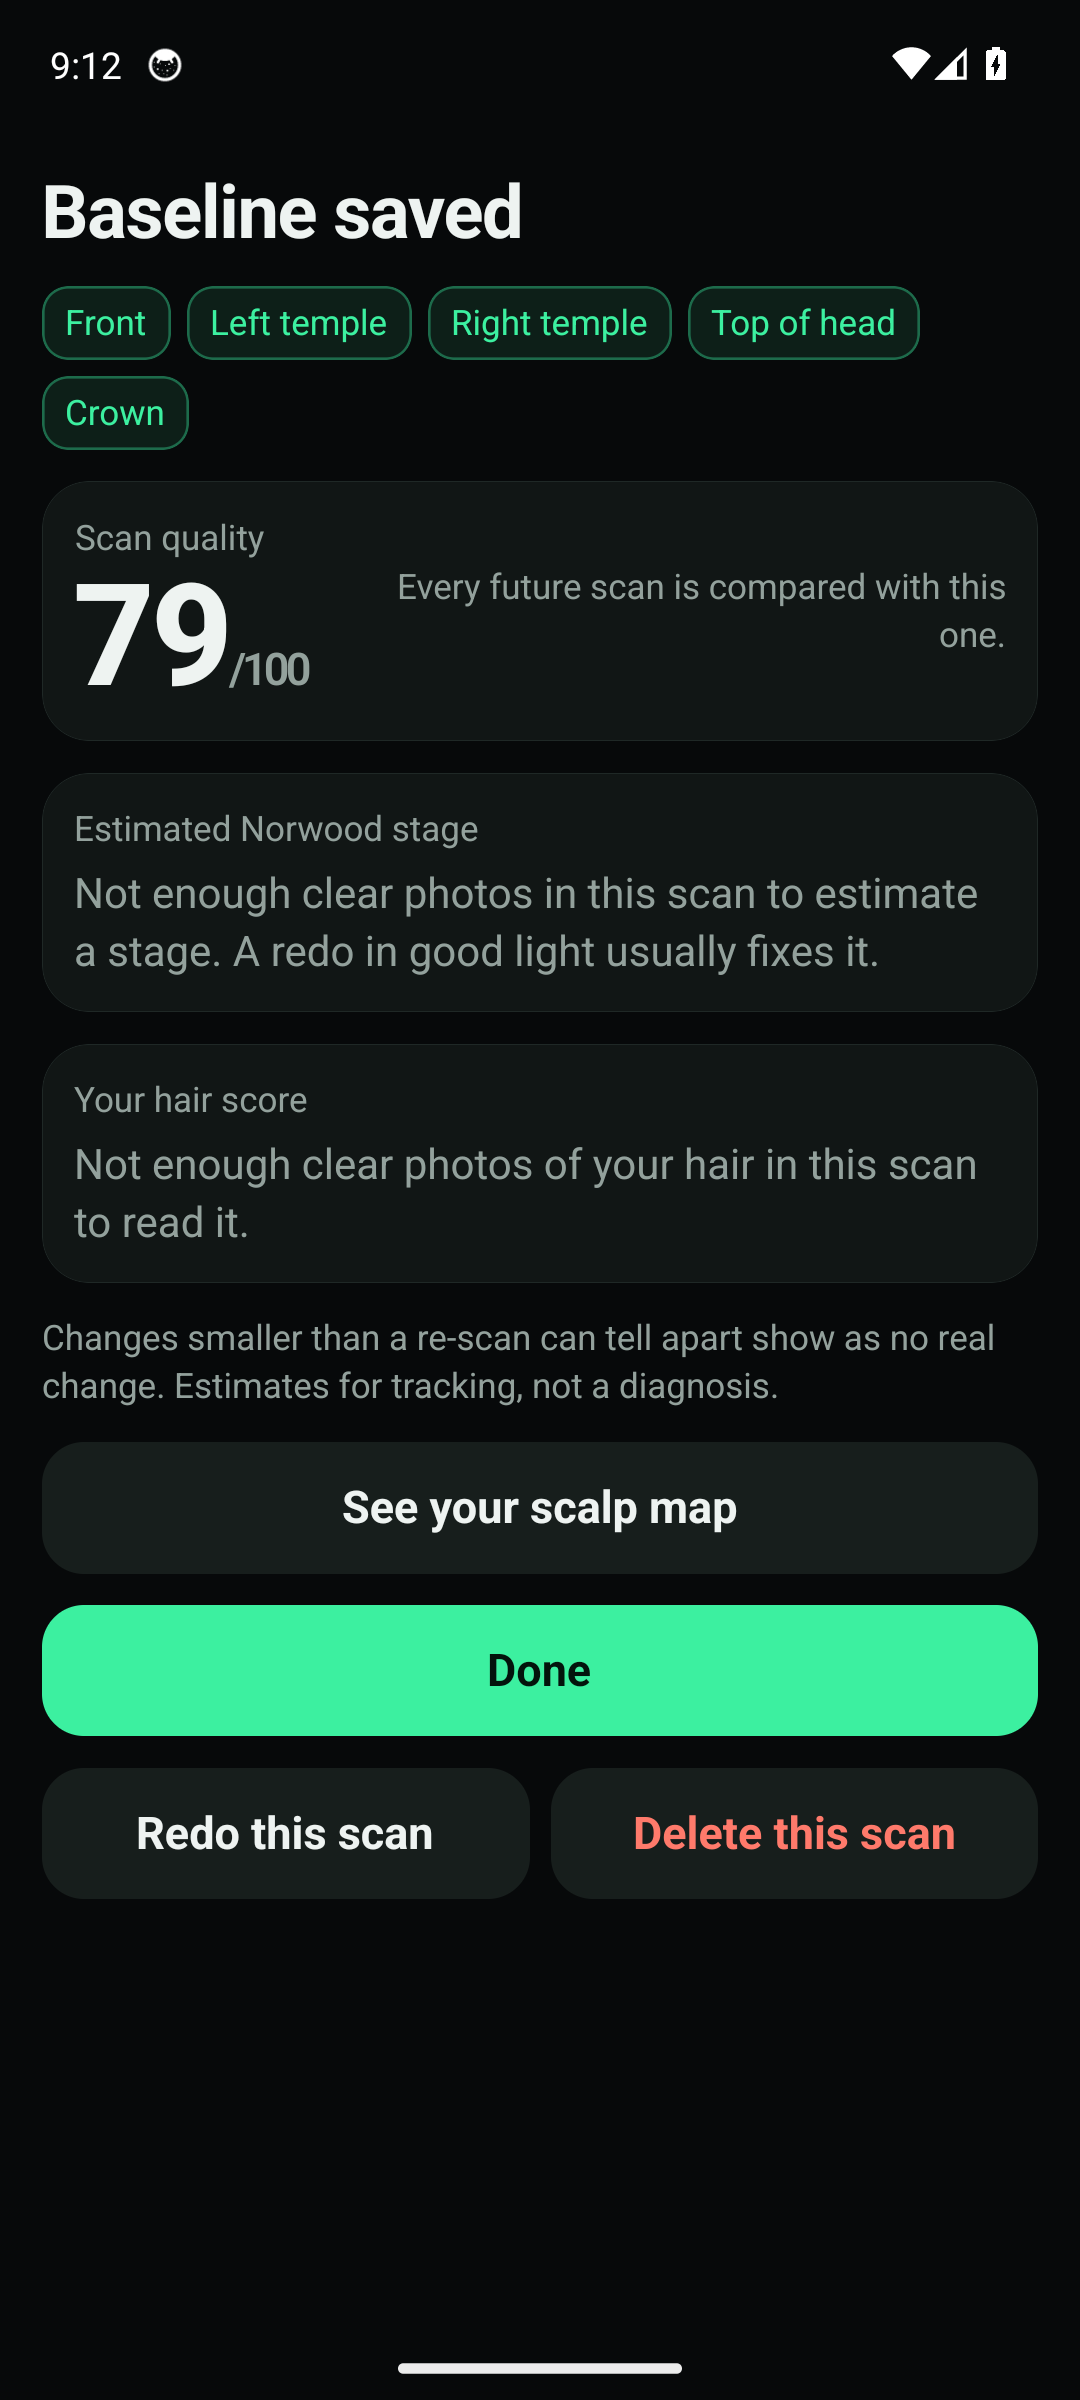 9:12
Baseline saved
Front
Left temple
Right temple
Top of head
Crown
Scan quality
79/100
Every future scan is compared with this
one.
Estimated Norwood stage
Not enough clear photos in this scan to estimate
a stage. A redo in good light usually fixes it.
Your hair score
Not enough clear photos of your hair in this scan
to read it.
Changes smaller than a re-scan can tell apart show as no real
change. Estimates for tracking, not a diagnosis.
See your scalp map
Done
Redo this scan
Delete this scan